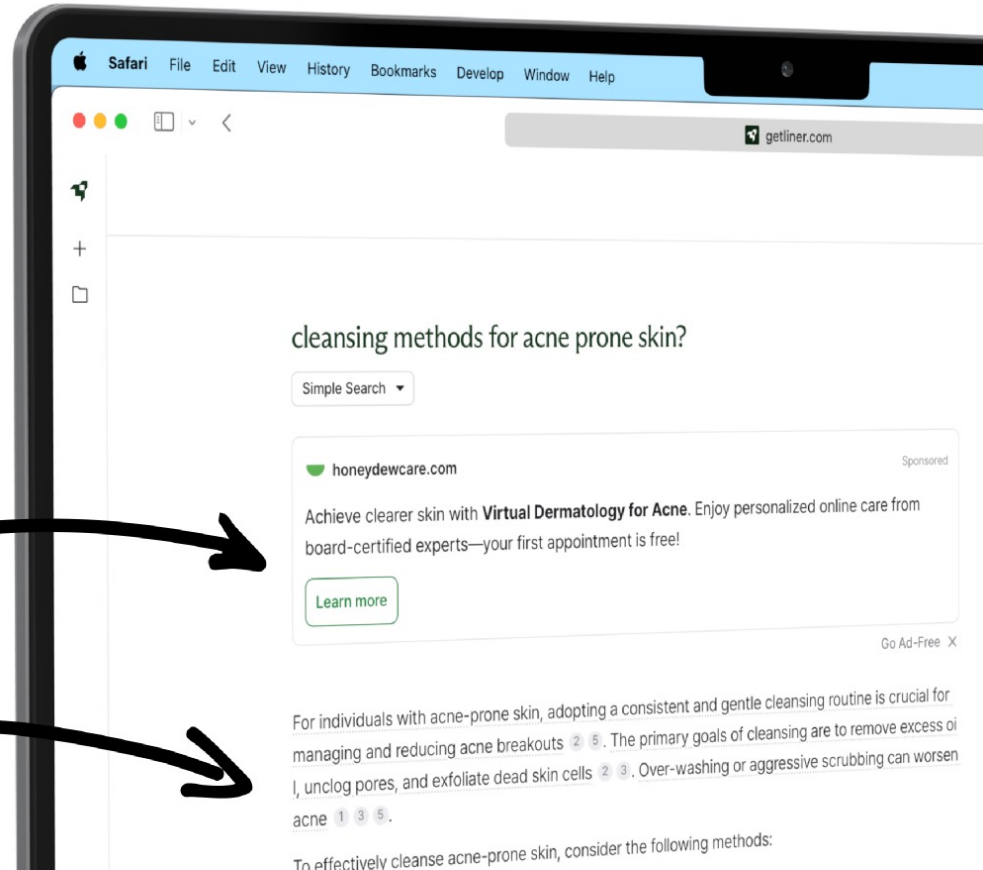 Safari File Edit View History Bookmarks Develop Window Help
getliner.com
cleansing methods for acne prone skin?
Simple Search
honeydewcare.com
Sponsored
Achieve clearer skin with Virtual Dermatology for Acne. Enjoy personalized online care from
board-certified experts—your first appointment is free!
Learn more
Go Ad-Free X
For individuals with acne-prone skin, adopting a consistent and gentle cleansing routine is crucial for
managing and reducing acne breakouts 2 5. The primary goals of cleansing are to remove excess oi
l, unclog pores, and exfoliate dead skin cells 2 3. Over-washing or aggressive scrubbing can worsen
acne 1 3 5.
To effectively cleanse acne-prone skin, consider the following methods: